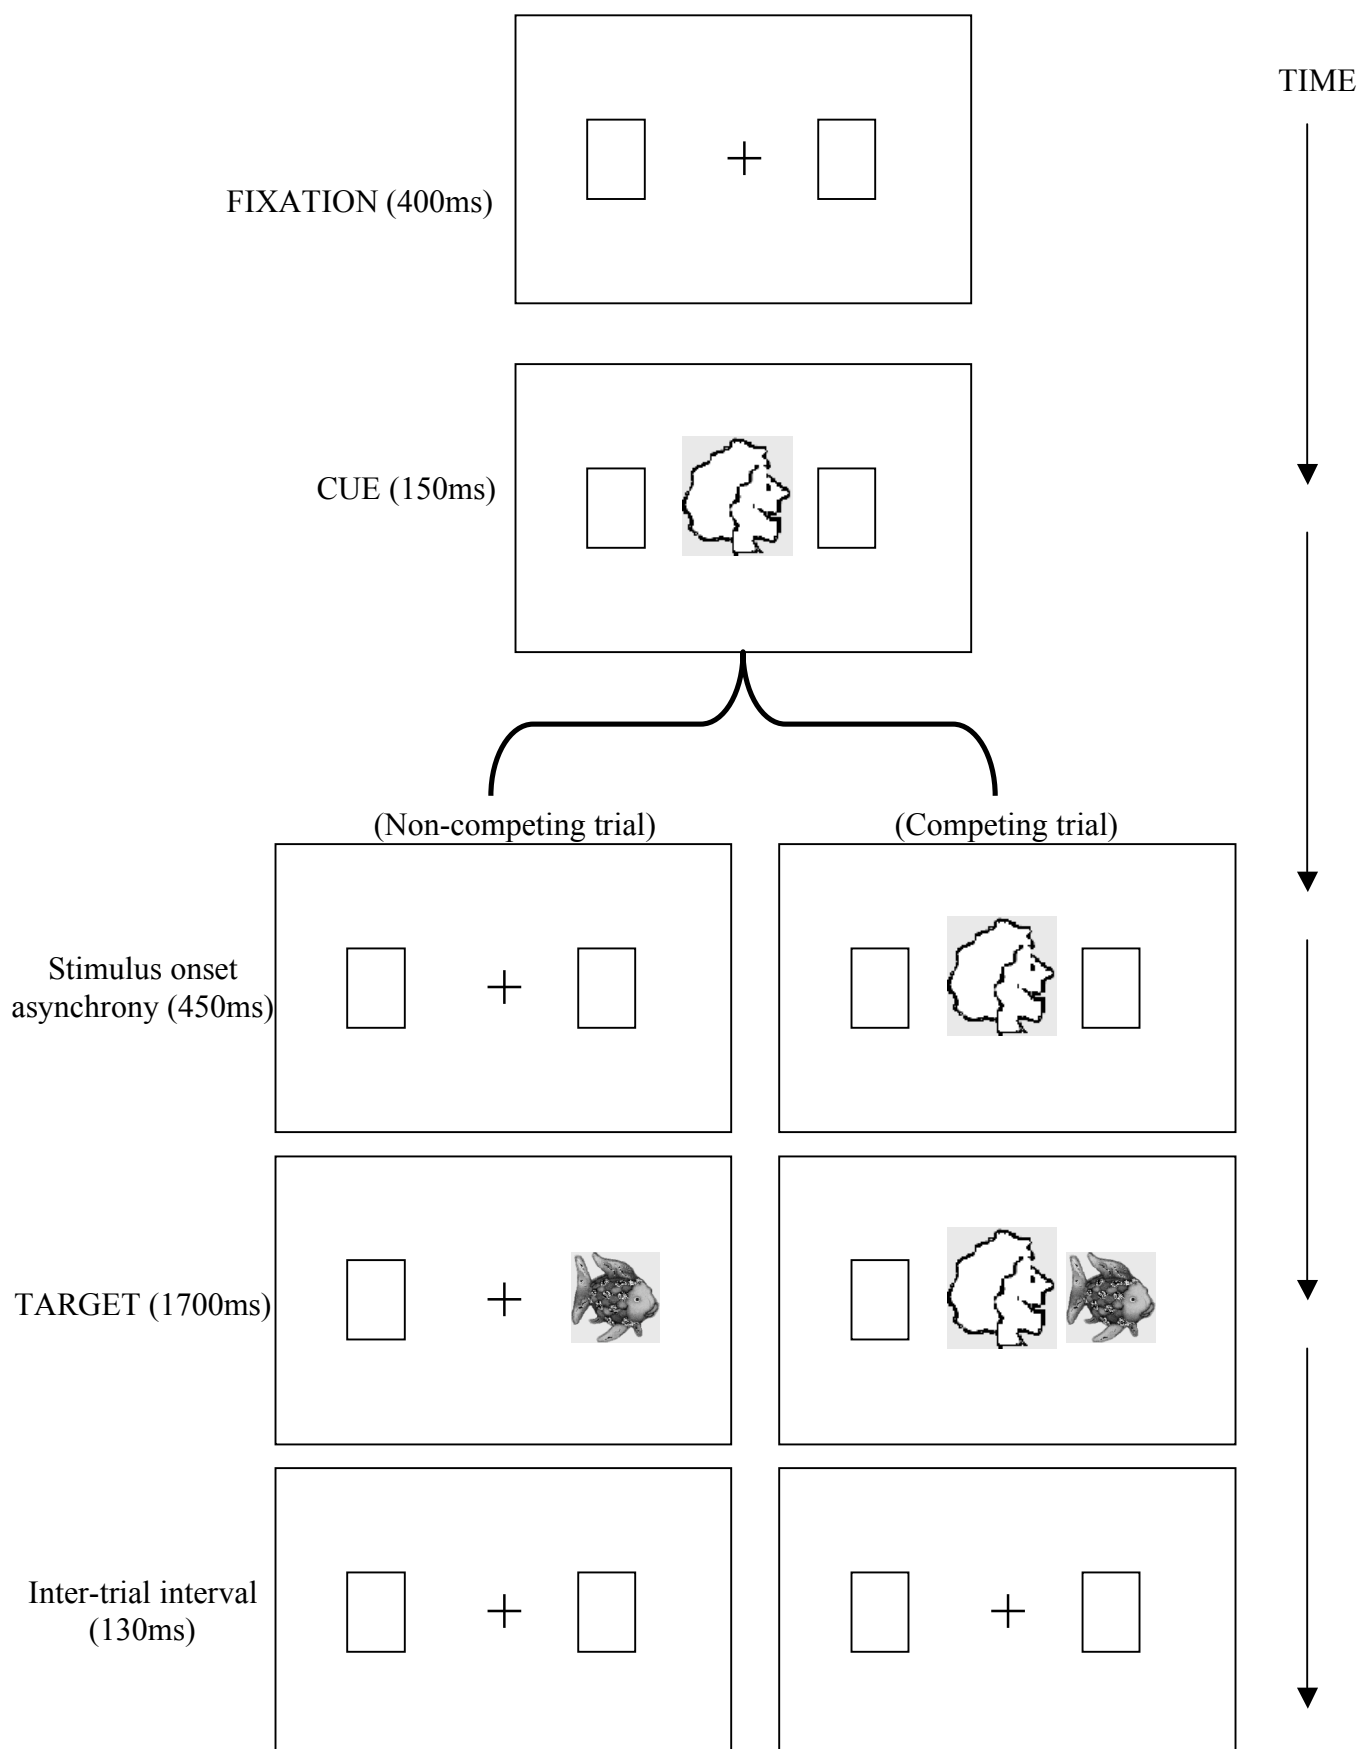 TIME
FIXATION (400ms)
CUE (150ms)
(Non-competing trial)
(Competing trial)
Stimulus onset
asynchrony (450ms)
TARGET (1700ms)
Inter-trial interval
(130ms)